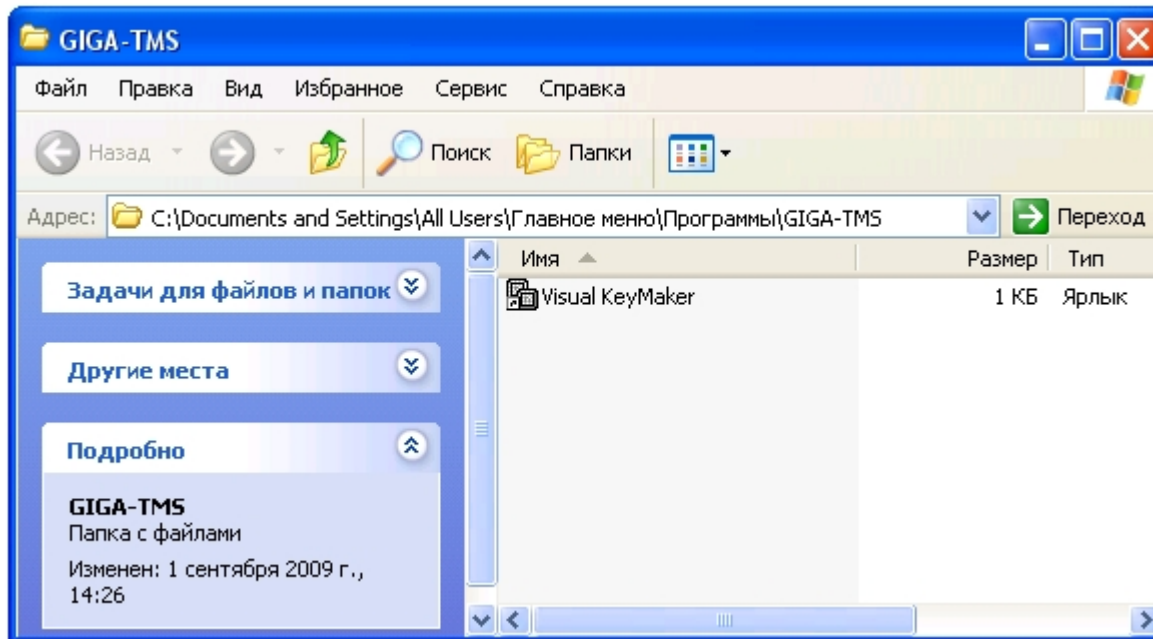 GIGA-TMS
Файл Правка Вид Избранное Сервис Справка
Назад Поиск Папки
Адрес: C:\Documents and Settings\All Users\Главное меню\Программы\GIGA-TMS Переход
Задачи для файлов и папок
Другие места
Подробно
GIGA-TMS
Папка с файлами
Изменен: 1 сентября 2009 г.,
14:26
Имя Размер Тип
Visual KeyMaker 1 КБ Ярлык